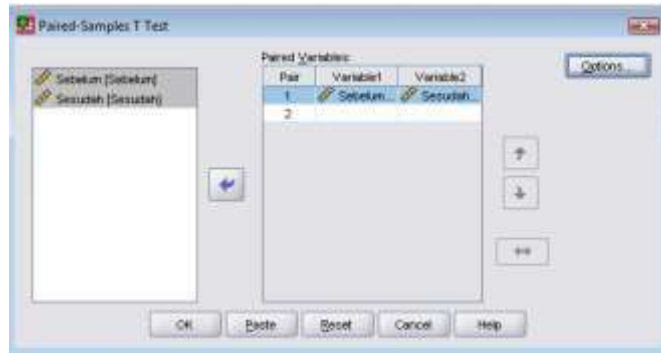 Paired-Samples T Test
Paired Variables:
Options...
Sebelum [Sebelum]
Sesudah [Sesudah]
Pair Variable1 Variable2
1 Sebelum... Sesudah...
2
OK Paste Reset Cancel Help